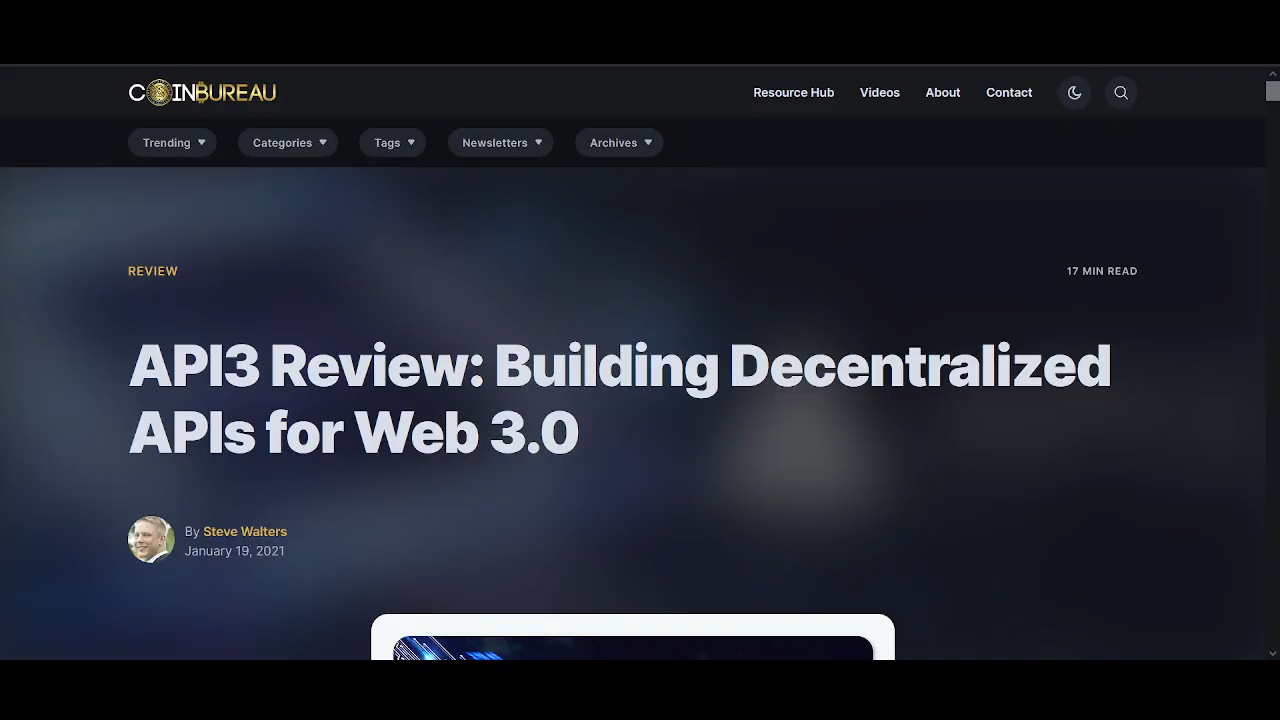 COINBUREAU
Resource Hub Videos About Contact
Trending Categories Tags Newsletters Archives
REVIEW
17 MIN READ
API3 Review: Building Decentralized
APIs for Web 3.0
By Steve Walters
January 19, 2021